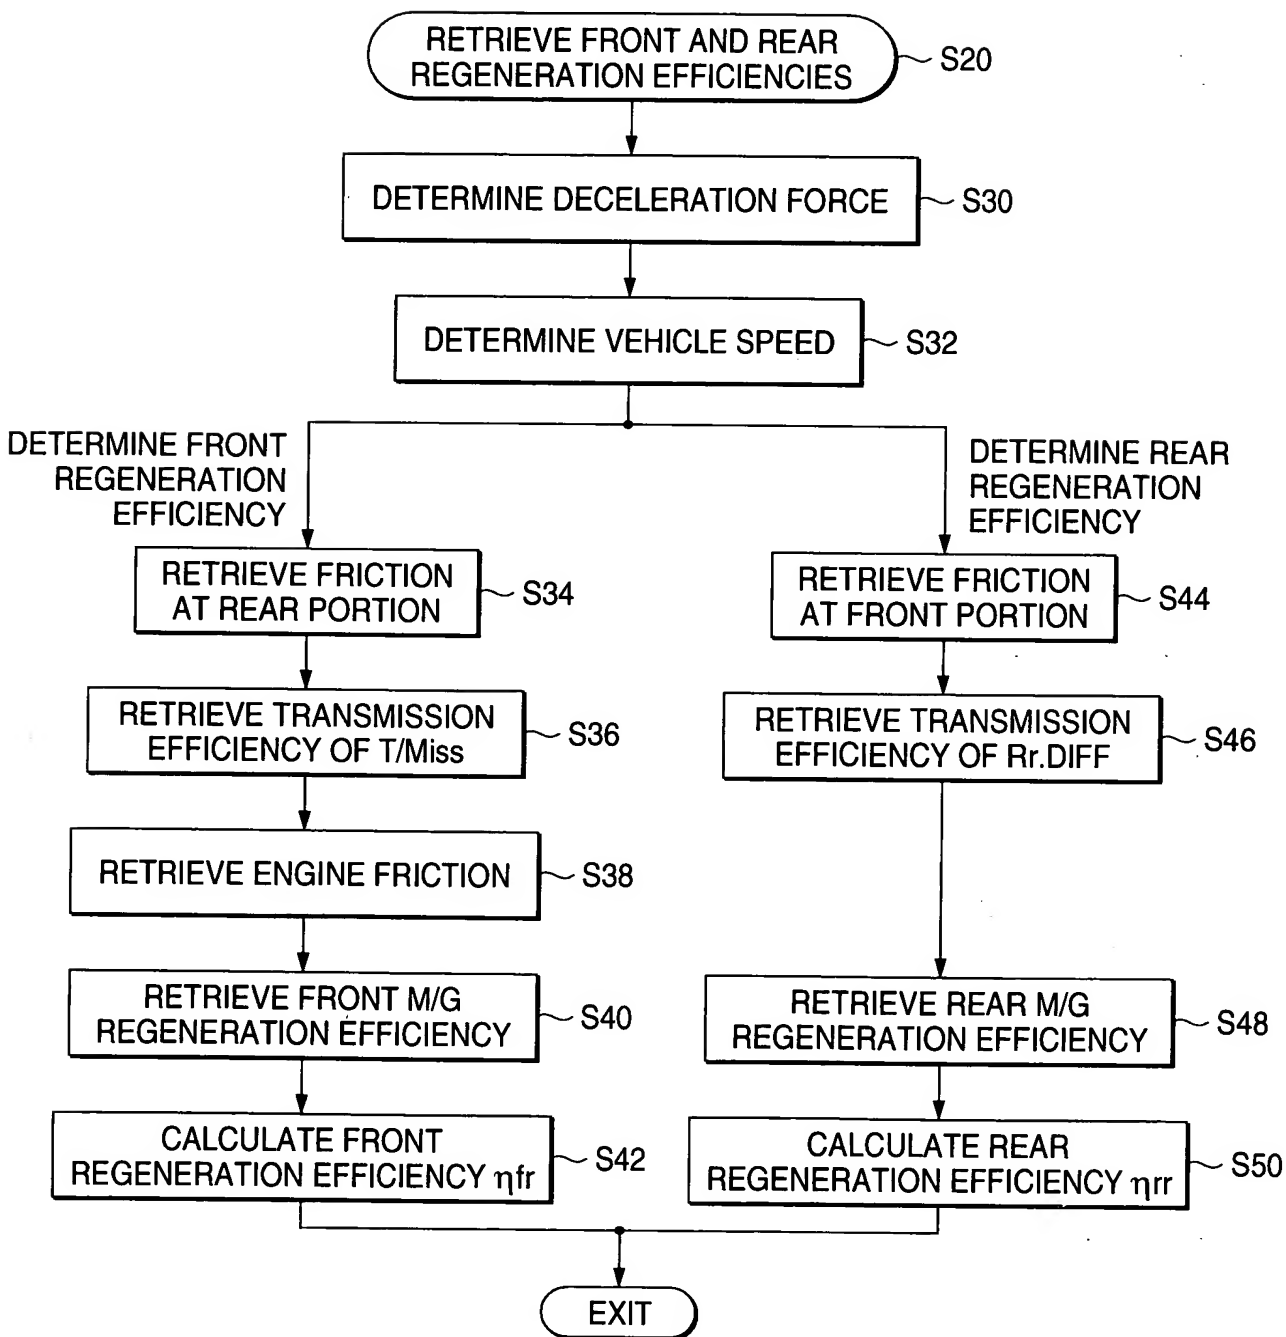 RETRIEVE FRONT AND REAR
REGENERATION EFFICIENCIES
S20
DETERMINE DECELERATION FORCE
S30
DETERMINE VEHICLE SPEED
S32
DETERMINE FRONT
REGENERATION
EFFICIENCY
RETRIEVE FRICTION
AT REAR PORTION
S34
RETRIEVE TRANSMISSION
EFFICIENCY OF T/Miss
S36
RETRIEVE ENGINE FRICTION
S38
RETRIEVE FRONT M/G
REGENERATION EFFICIENCY
S40
CALCULATE FRONT
REGENERATION EFFICIENCY ηfr
S42
DETERMINE REAR
REGENERATION
EFFICIENCY
RETRIEVE FRICTION
AT FRONT PORTION
S44
RETRIEVE TRANSMISSION
EFFICIENCY OF Rr.DIFF
S46
RETRIEVE REAR M/G
REGENERATION EFFICIENCY
S48
CALCULATE REAR
REGENERATION EFFICIENCY ηrr
S50
EXIT